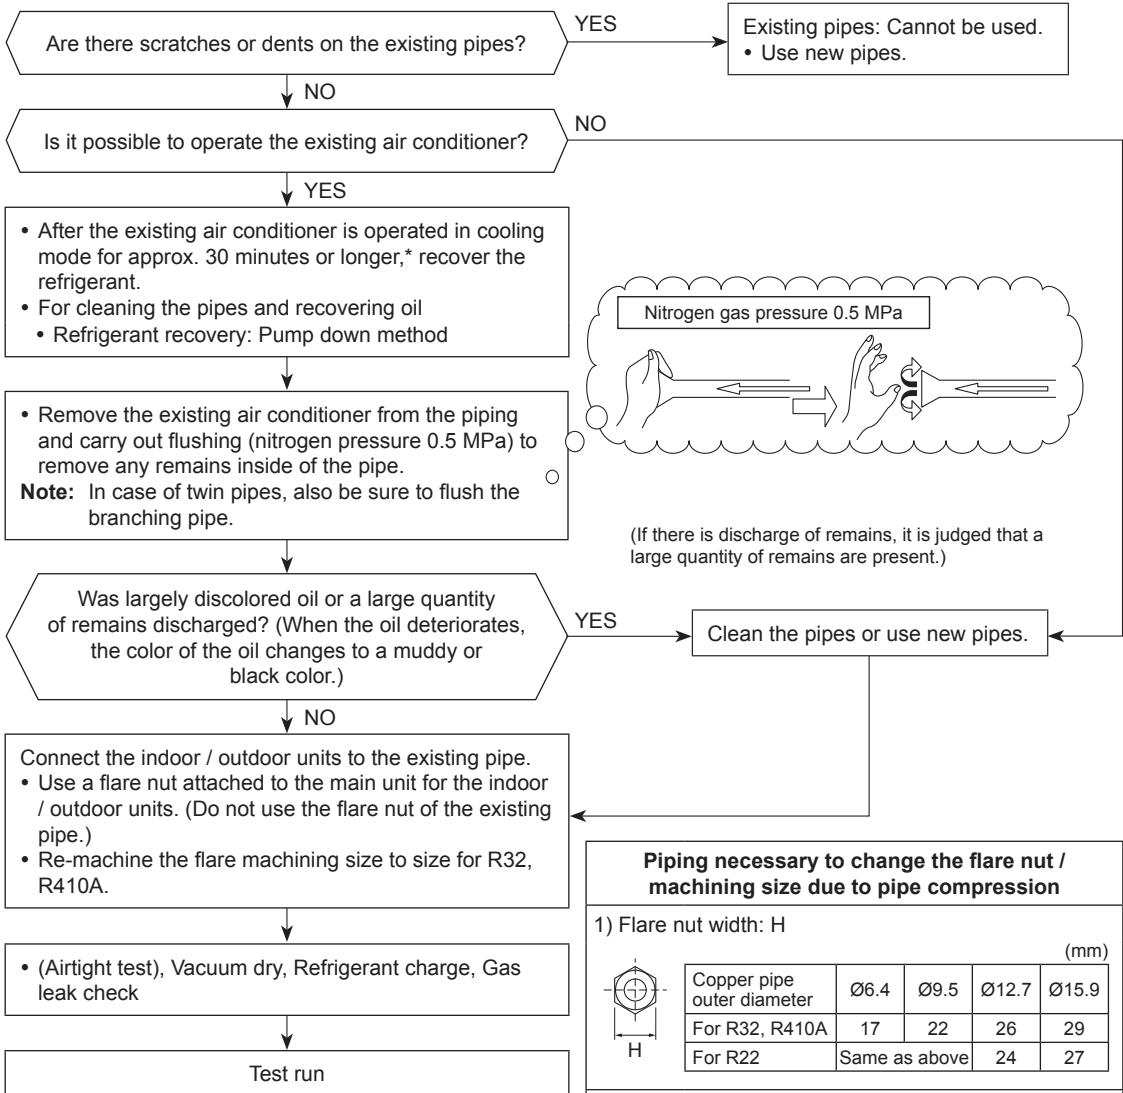 Are there scratches or dents on the existing pipes?
YES
Existing pipes: Cannot be used.
• Use new pipes.
NO
Is it possible to operate the existing air conditioner?
NO
YES
• After the existing air conditioner is operated in cooling
mode for approx. 30 minutes or longer,* recover the
refrigerant.
• For cleaning the pipes and recovering oil
• Refrigerant recovery: Pump down method
Nitrogen gas pressure 0.5 MPa
• Remove the existing air conditioner from the piping
and carry out flushing (nitrogen pressure 0.5 MPa) to
remove any remains inside of the pipe.
Note: In case of twin pipes, also be sure to flush the
branching pipe.
(If there is discharge of remains, it is judged that a
large quantity of remains are present.)
Was largely discolored oil or a large quantity
of remains discharged? (When the oil deteriorates,
the color of the oil changes to a muddy or
black color.)
YES
Clean the pipes or use new pipes.
NO
Connect the indoor / outdoor units to the existing pipe.
• Use a flare nut attached to the main unit for the indoor
/ outdoor units. (Do not use the flare nut of the existing
pipe.)
• Re-machine the flare machining size to size for R32,
R410A.
• (Airtight test), Vacuum dry, Refrigerant charge, Gas
leak check
Test run
Piping necessary to change the flare nut /
machining size due to pipe compression
1) Flare nut width: H
(mm)
H
Copper pipe
outer diameter Ø6.4 Ø9.5 Ø12.7 Ø15.9
For R32, R410A 17 22 26 29
For R22 Same as above 24 27